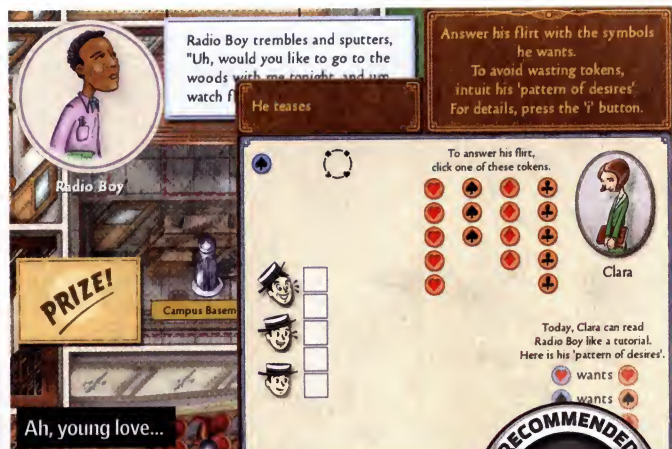 Radio Boy trembles and sputters,
"Uh, would you like to go to the
woods with me tonight, and um
watch
Radio Boy
He teases
Answer his flirt with the symbols
he wants.
To avoid wasting tokens,
intuit his 'pattern of desires'
For details, press the 'i' button.
To answer his flirt,
click one of these tokens.
Clara
PRIZE!
Campus Basem
Today, Clara can read
Radio Boy like a tutorial.
Here is his 'pattern of desires'.
wants
wants
Ah, young love...
RECOMMENDED